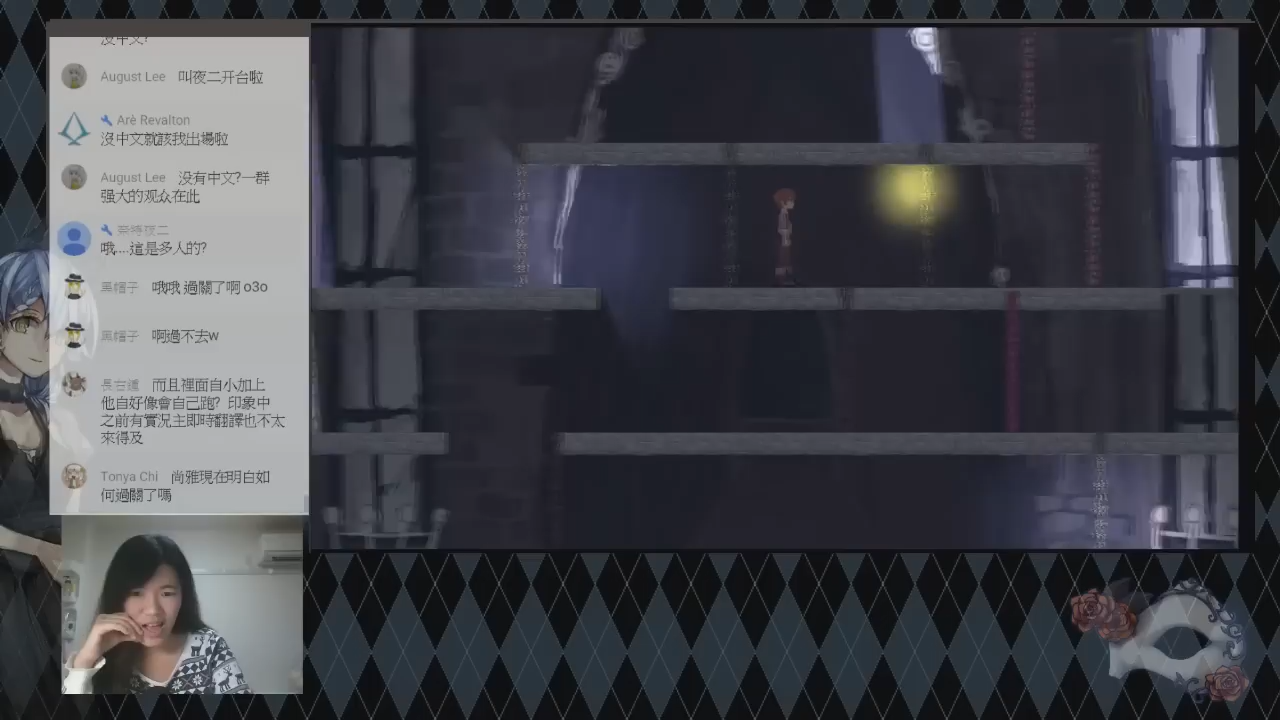 August Lee 叫夜二开台啦
Arè Revalton
沒中文就該我出場啦
August Lee 没有中文?一群
强大的观众在此
奈特夜二
哦....這是多人的?
黑帽子 哦哦 過關了啊 o3o
黑帽子 啊過不去w
而且裡面自小加上
他自好像會自己跑? 印象中
之前有實況主即時翻譯也不太
來得及
Tonya Chi 尚雅現在明白如
何過關了嗎